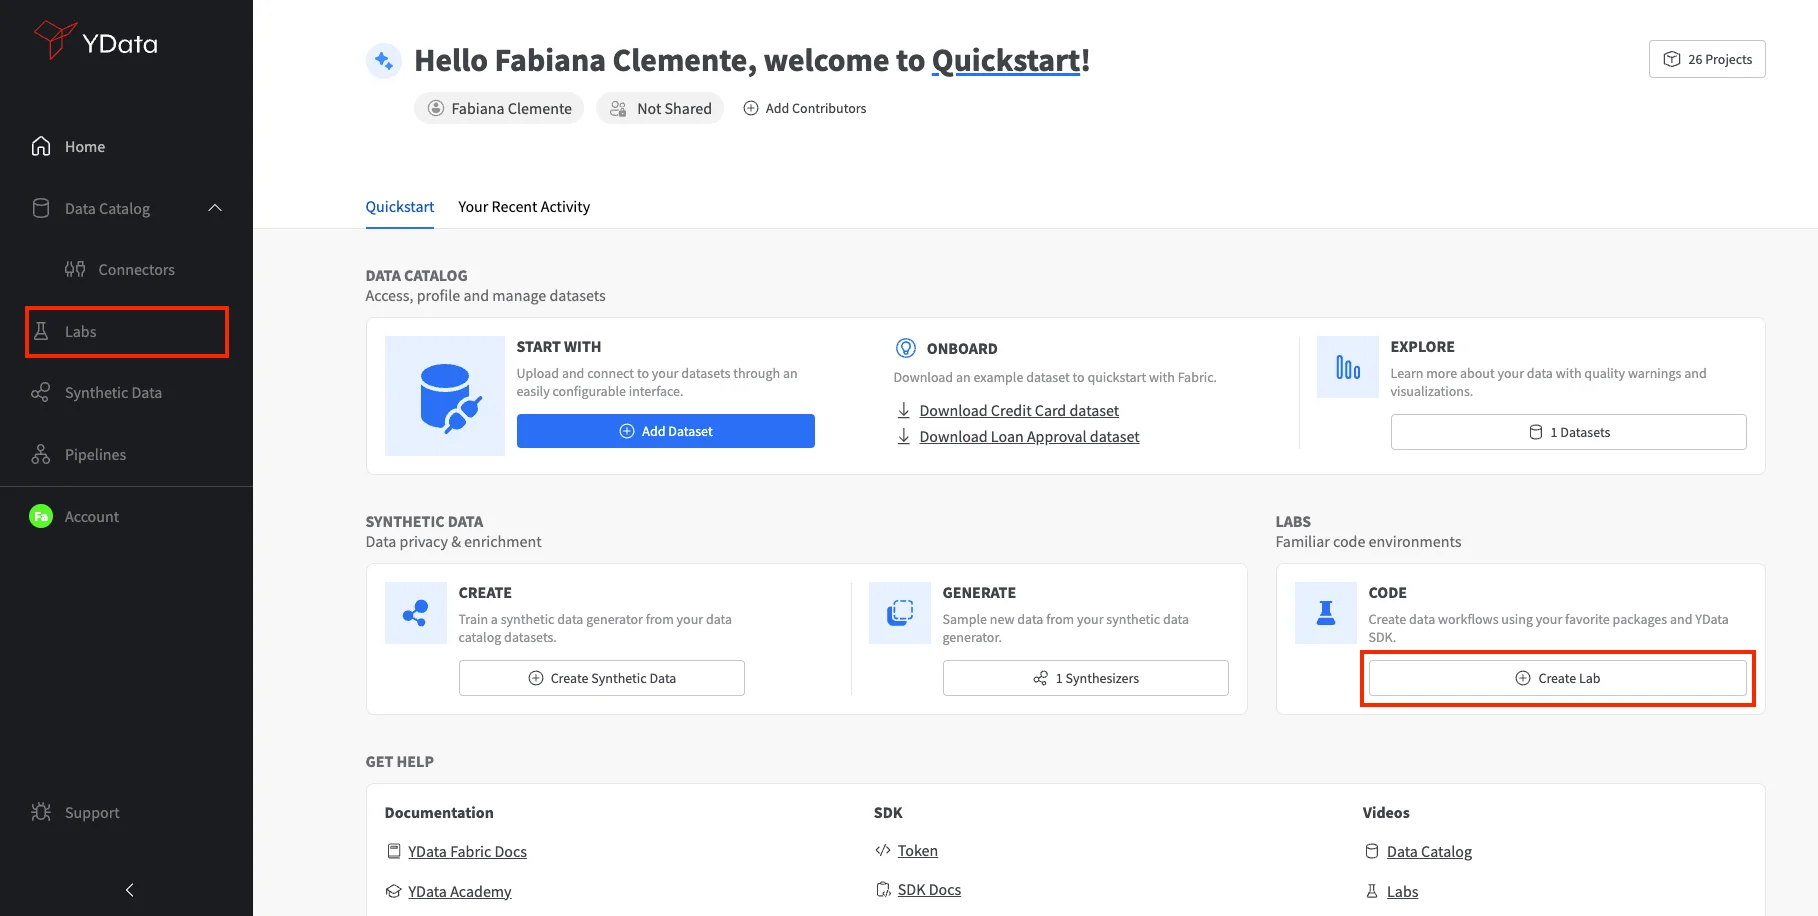 YData
Home
Data Catalog
Connectors
Labs
Synthetic Data
Pipelines
Fa
Account
Support
Hello Fabiana Clemente, welcome to Quickstart!
26 Projects
Fabiana Clemente
Not Shared
Add Contributors
Quickstart
Your Recent Activity
DATA CATALOG
Access, profile and manage datasets
START WITH
Upload and connect to your datasets through an
easily configurable interface.
Add Dataset
ONBOARD
Download an example dataset to quickstart with Fabric.
Download Credit Card dataset
Download Loan Approval dataset
EXPLORE
Learn more about your data with quality warnings and
visualizations.
1 Datasets
SYNTHETIC DATA
Data privacy & enrichment
CREATE
Train a synthetic data generator from your data
catalog datasets.
Create Synthetic Data
GENERATE
Sample new data from your synthetic data
generator.
1 Synthesizers
LABS
Familiar code environments
CODE
Create data workflows using your favorite packages and YData
SDK.
Create Lab
GET HELP
Documentation
YData Fabric Docs
YData Academy
SDK
Token
SDK Docs
Videos
Data Catalog
Labs